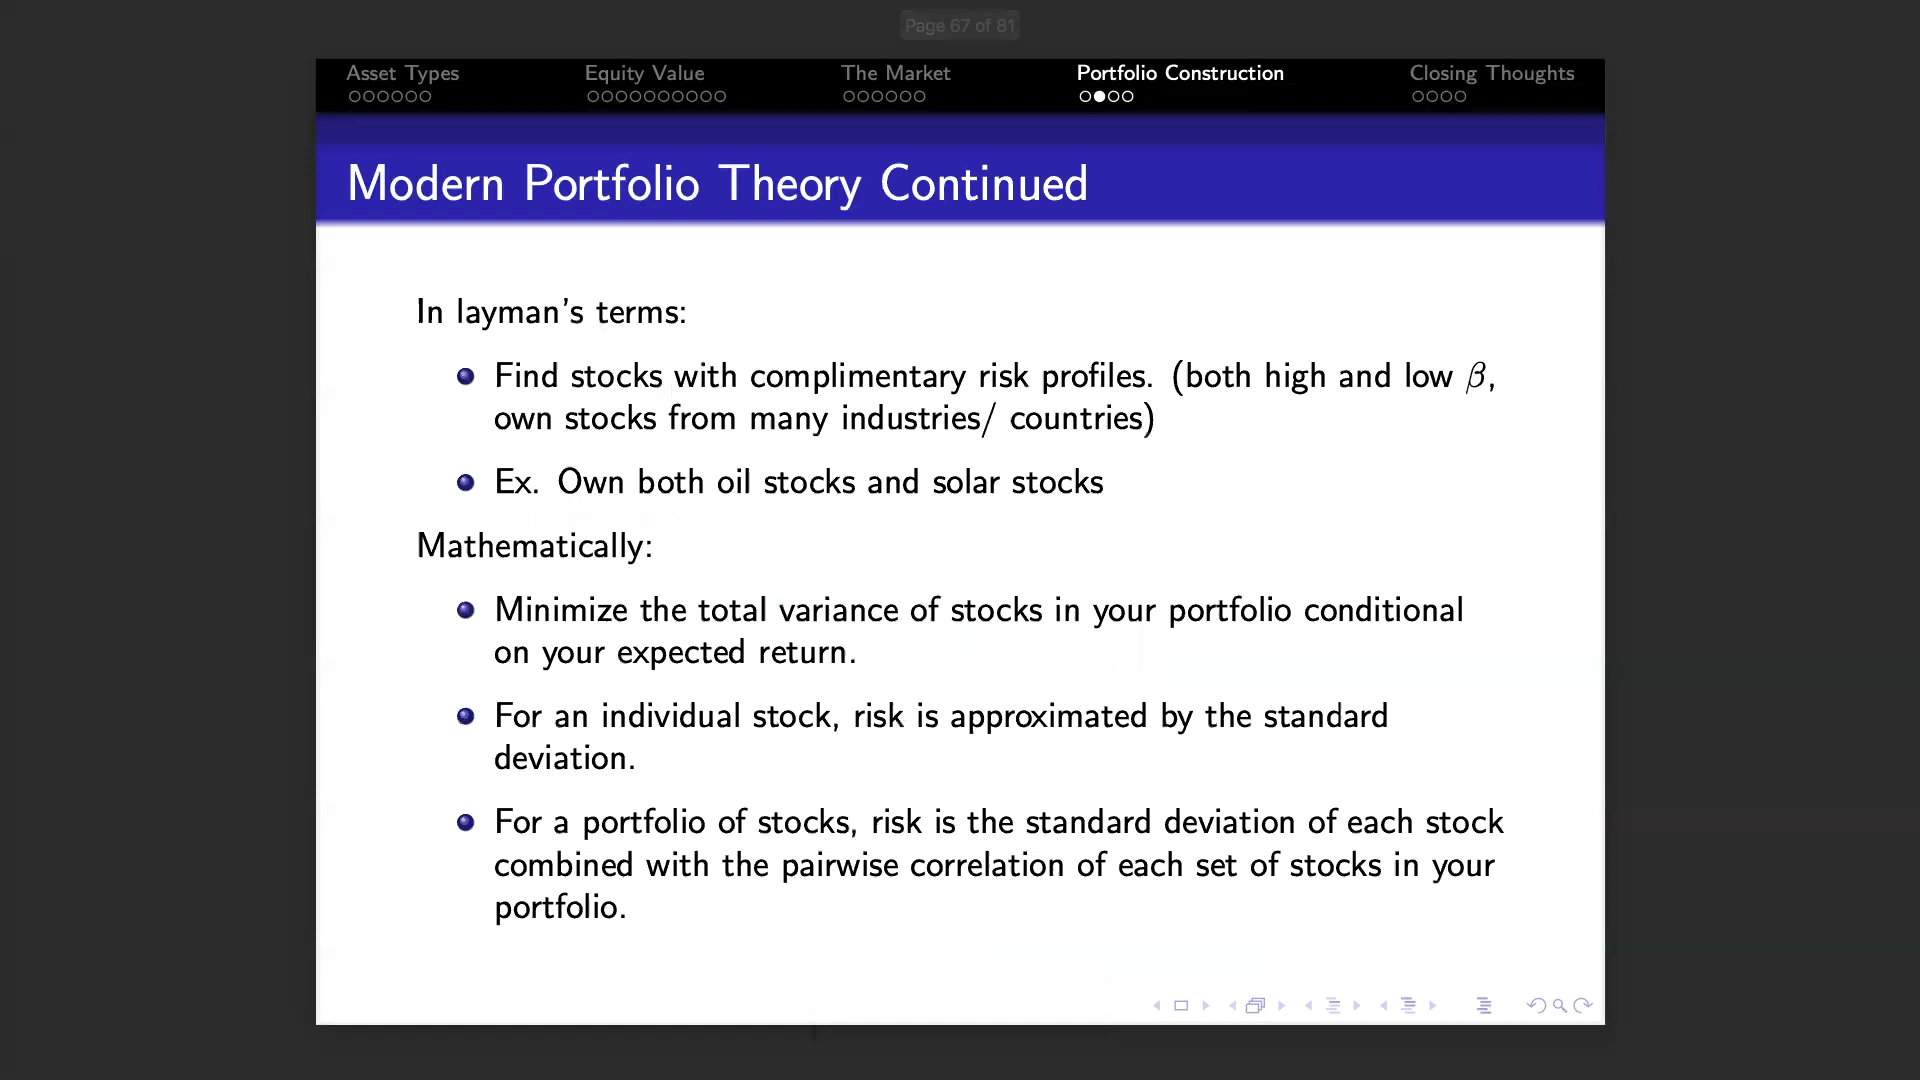 Page 67 of 81
Asset Types
Equity Value
The Market
Portfolio Construction
Closing Thoughts
Modern Portfolio Theory Continued
In layman's terms:
Find stocks with complimentary risk profiles. (both high and low β,
own stocks from many industries/ countries)
Ex. Own both oil stocks and solar stocks
Mathematically:
Minimize the total variance of stocks in your portfolio conditional
on your expected return.
For an individual stock, risk is approximated by the standard
deviation.
For a portfolio of stocks, risk is the standard deviation of each stock
combined with the pairwise correlation of each set of stocks in your
portfolio.